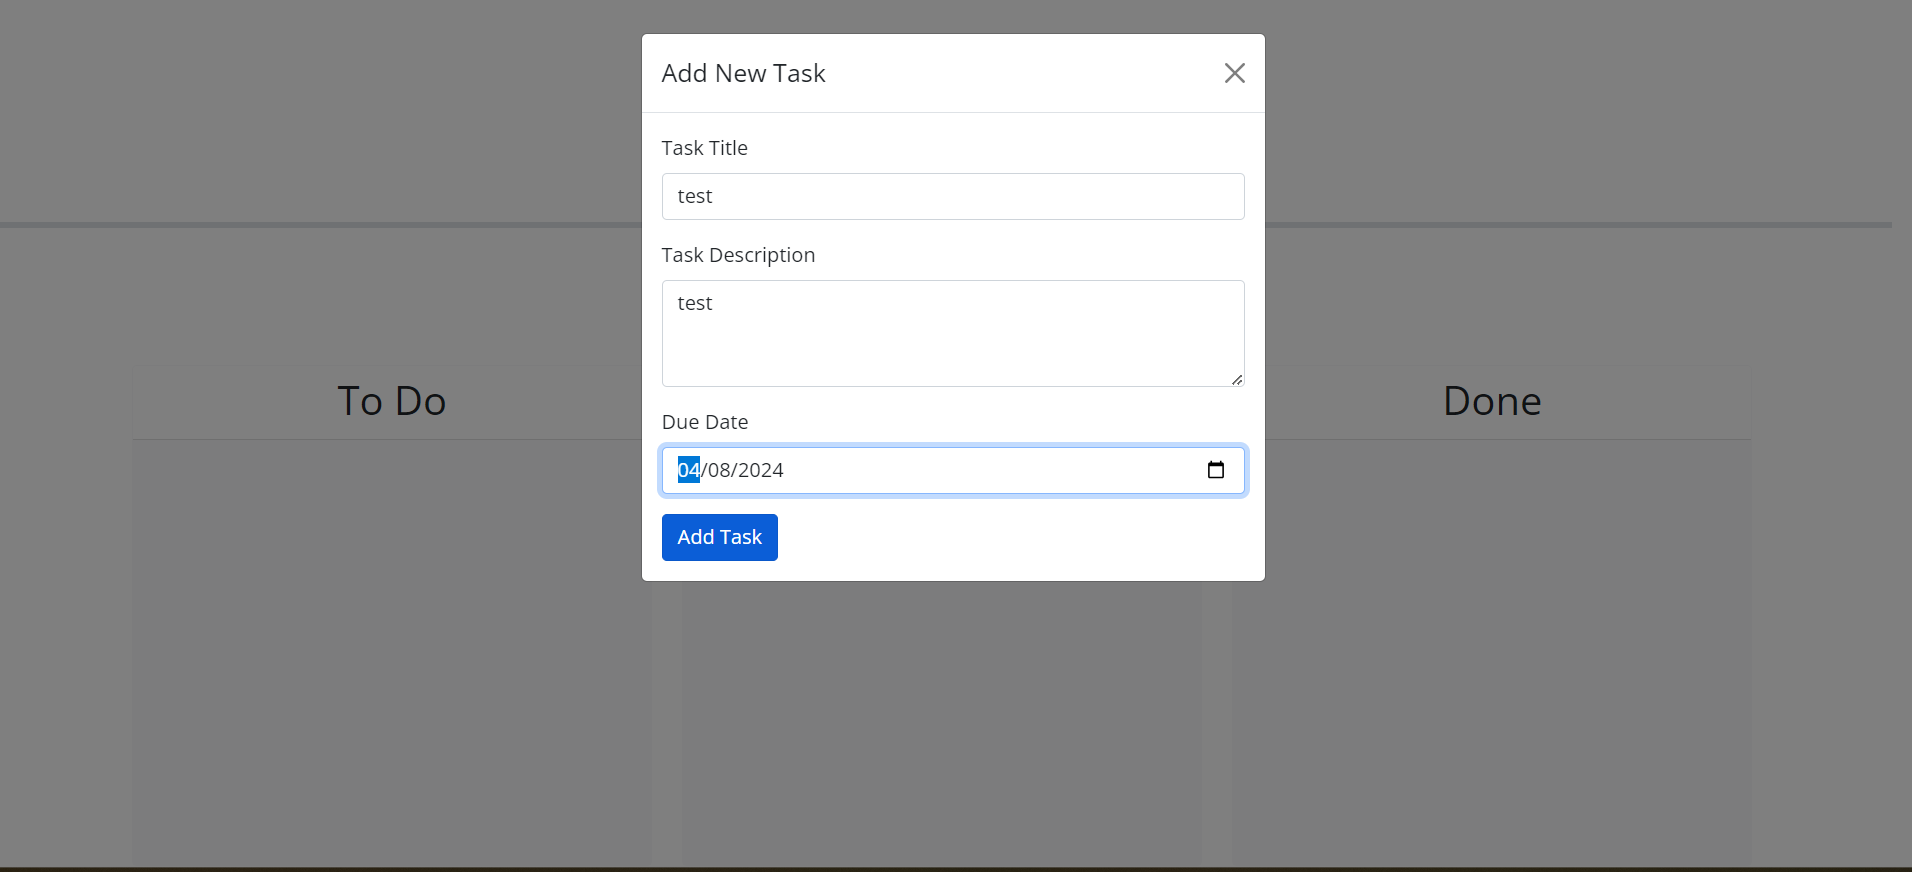 Add New Task
Task Title
test
Task Description
test
Due Date
04/08/2024
Add Task
To Do
Done